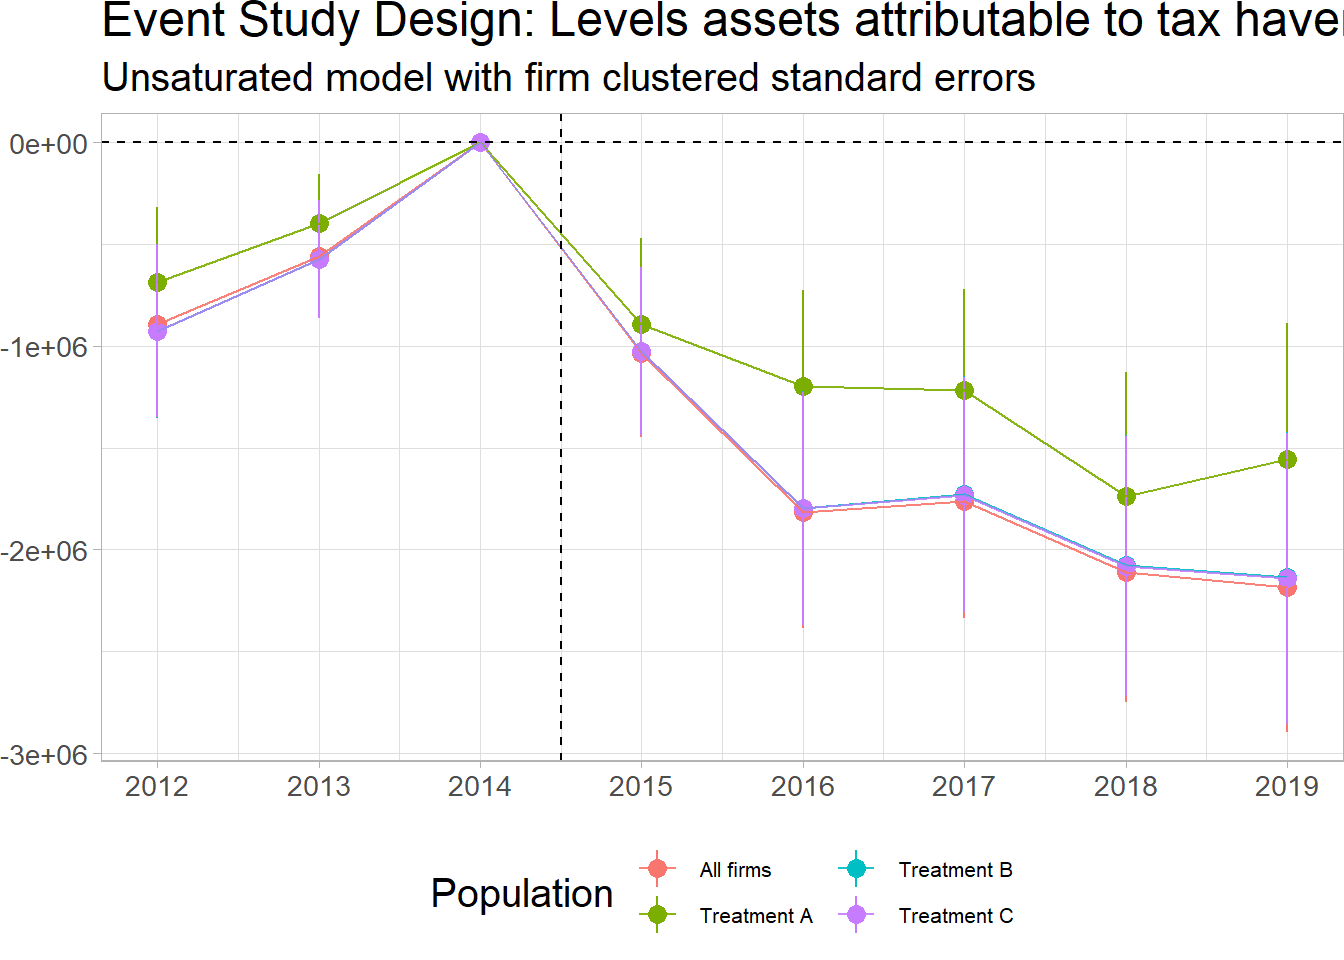 Event Study Design: Levels assets attributable to tax
Unsaturated model with firm clustered standard errors
0e+00
-1e+06
-2e+06
-3e+06
2012 2013 2014 2015 2016 2017 2018 2019
Population
All firms
Treatment A
Treatment B
Treatment C